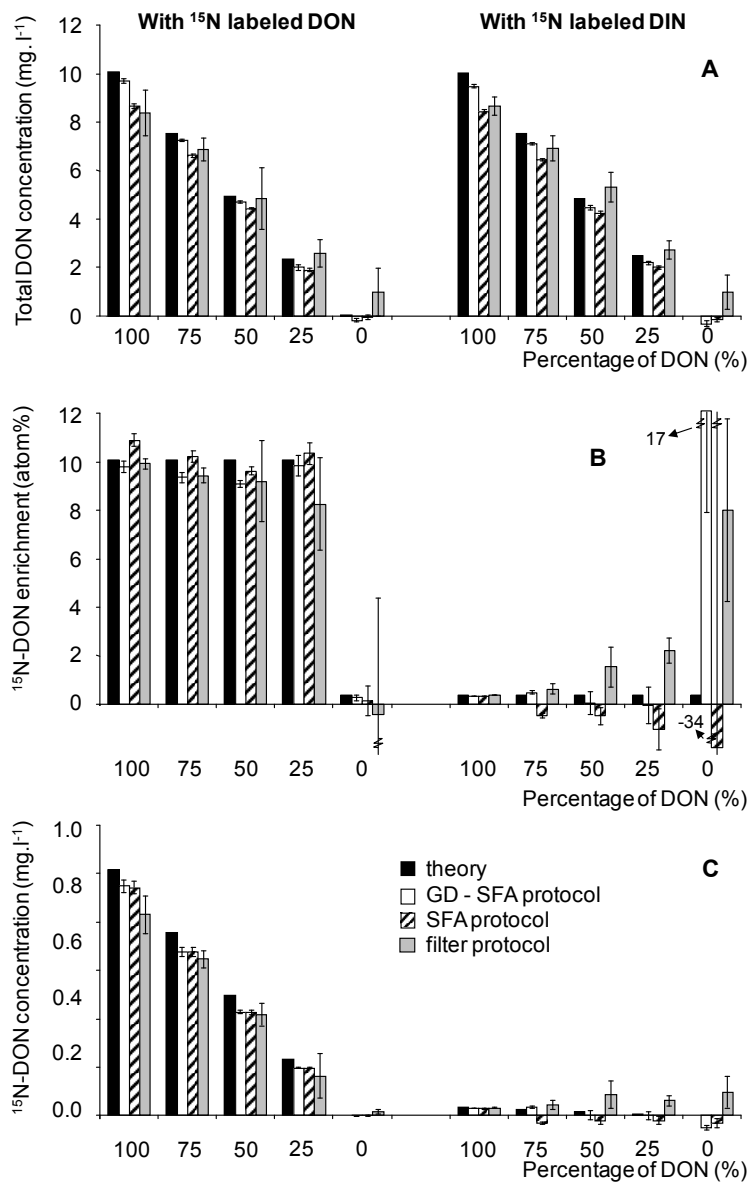 With ¹⁵N labeled DON
With ¹⁵N labeled DIN
Total DON concentration (mg.l⁻¹)
12
10
8
6
4
2
0
A
100 75 50 25 0 100 75 50 25 0
Percentage of DON (%)
¹⁵N-DON enrichment (atom%)
12
10
8
6
4
2
0
17
B
-34
100 75 50 25 0 100 75 50 25 0
Percentage of DON (%)
¹⁵N-DON concentration (mg.l⁻¹)
1.0
0.8
0.6
0.4
0.2
0.0
theory
GD - SFA protocol
SFA protocol
filter protocol
C
100 75 50 25 0 100 75 50 25 0
Percentage of DON (%)